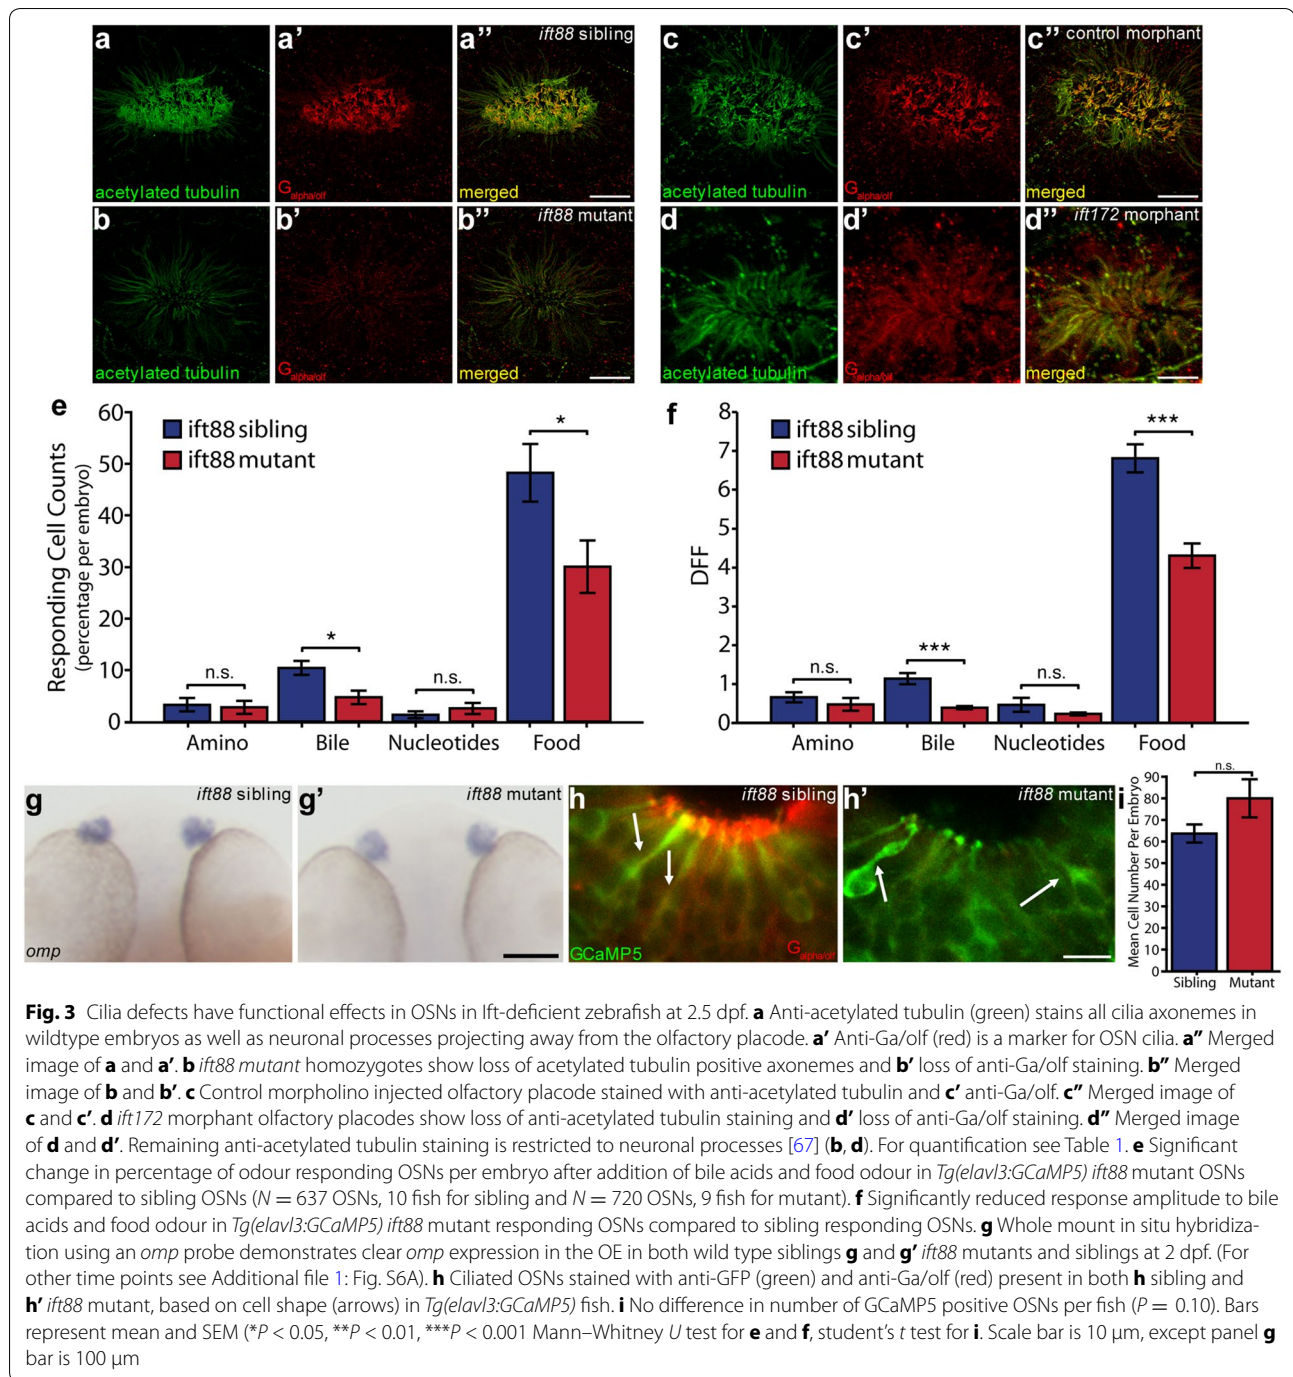 a a' a" ift88 sibling c c' c" control morphant
acetylated tubulin Galpha/olf merged acetylated tubulin Galpha/olf merged
b b' b" ift88 mutant d d' d" ift172 morphant
acetylated tubulin Galpha/olf merged acetylated tubulin Galpha/olf merged
e
Responding Cell Counts
(percentage per embryo)
60
50
40
30
20
10
0
ift88 sibling
ift88 mutant
n.s. * n.s. *
Amino Bile Nucleotides Food
f
DFF
8
7
6
5
4
3
2
1
0
ift88 sibling
ift88 mutant
n.s. *** n.s. ***
Amino Bile Nucleotides Food
g ift88 sibling g' ift88 mutant h ift88 sibling h' ift88 mutant
omp GCaMP5 Galpha/olf
i
Mean Cell Number Per Embryo
90
80
70
60
50
40
30
20
10
0
n.s.
Sibling Mutant
Fig. 3 Cilia defects have functional effects in OSNs in Ift-deficient zebrafish at 2.5 dpf. a Anti-acetylated tubulin (green) stains all cilia axonemes in
wildtype embryos as well as neuronal processes projecting away from the olfactory placode. a' Anti-Ga/olf (red) is a marker for OSN cilia. a" Merged
image of a and a'. b ift88 mutant homozygotes show loss of acetylated tubulin positive axonemes and b' loss of anti-Ga/olf staining. b" Merged
image of b and b'. c Control morpholino injected olfactory placode stained with anti-acetylated tubulin and c' anti-Ga/olf. c" Merged image of
c and c'. d ift172 morphant olfactory placodes show loss of anti-acetylated tubulin staining and d' loss of anti-Ga/olf staining. d" Merged image
of d and d'. Remaining anti-acetylated tubulin staining is restricted to neuronal processes [67] (b, d). For quantification see Table 1. e Significant
change in percentage of odour responding OSNs per embryo after addition of bile acids and food odour in Tg(elavl3:GCaMP5) ift88 mutant OSNs
compared to sibling OSNs (N = 637 OSNs, 10 fish for sibling and N = 720 OSNs, 9 fish for mutant). f Significantly reduced response amplitude to bile
acids and food odour in Tg(elavl3:GCaMP5) ift88 mutant responding OSNs compared to sibling responding OSNs. g Whole mount in situ hybridiza-
tion using an omp probe demonstrates clear omp expression in the OE in both wild type siblings g and g' ift88 mutants and siblings at 2 dpf. (For
other time points see Additional file 1: Fig. S6A). h Ciliated OSNs stained with anti-GFP (green) and anti-Ga/olf (red) present in both h sibling and
h' ift88 mutant, based on cell shape (arrows) in Tg(elavl3:GCaMP5) fish. i No difference in number of GCaMP5 positive OSNs per fish (P = 0.10). Bars
represent mean and SEM (*P < 0.05, **P < 0.01, ***P < 0.001 Mann–Whitney U test for e and f, student's t test for i. Scale bar is 10 μm, except panel g
bar is 100 μm